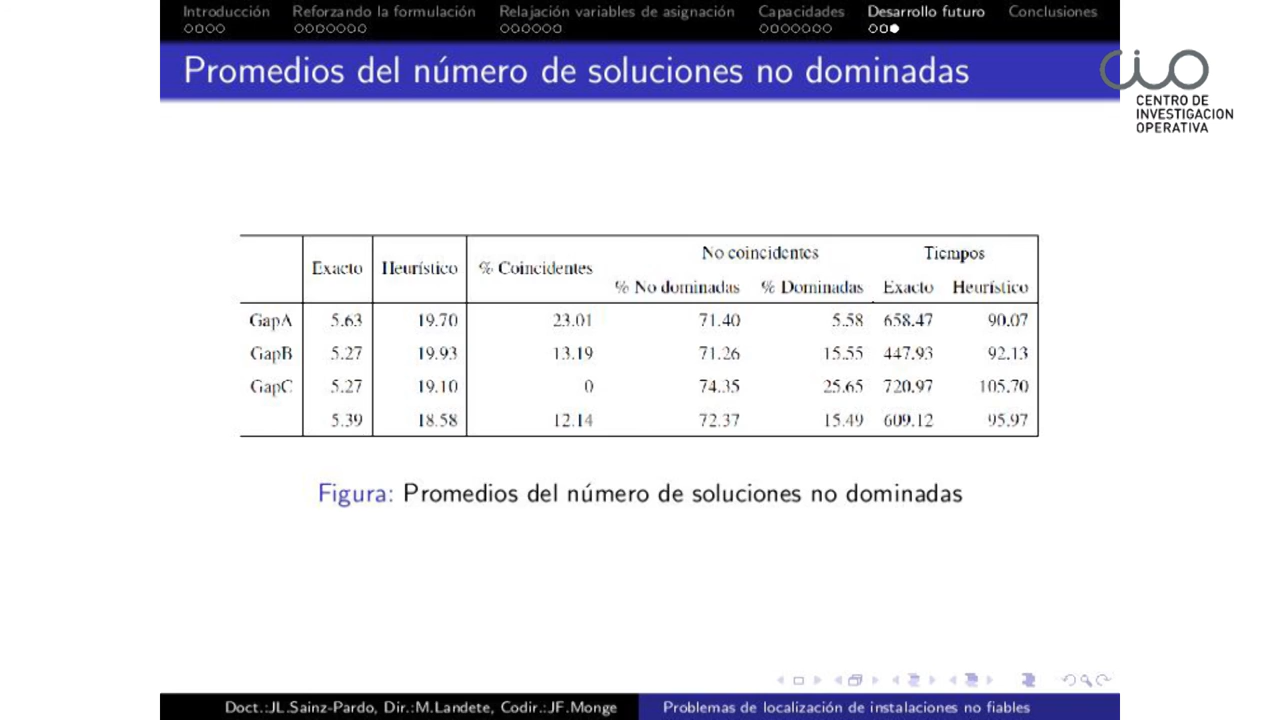 Introducción Reforzando la formulación Relajación variables de asignación Capacidades Desarrollo futuro Conclusiones
Promedios del número de soluciones no dominadas
CIO
CENTRO DE
INVESTIGACION
OPERATIVA
No coincidentes Tiempos
Exacto Heurístico % Coincidentes
% No dominadas % Dominadas Exacto Heurístico
GapA 5.63 19.70 23.01 71.40 5.58 658.47 90.07
GapB 5.27 19.93 13.19 71.26 15.55 447.93 92.13
GapC 5.27 19.10 0 74.35 25.65 720.97 105.70
5.39 18.58 12.14 72.37 15.49 609.12 95.97
Figura: Promedios del número de soluciones no dominadas
Doct.:JL.Sainz-Pardo, Dir.:M.Landete, Codir.:JF.Monge Problemas de localización de instalaciones no fiables